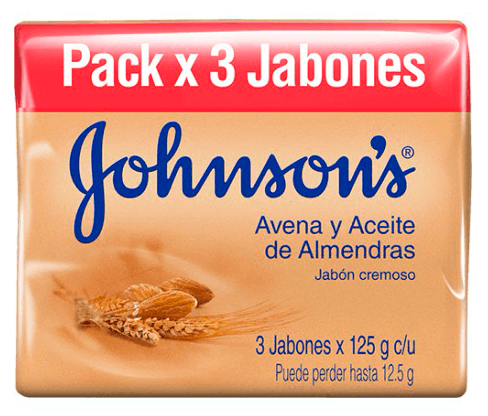 Pack x 3 Jabones
Johnson's®
Avena y Aceite
de Almendras
Jabón cremoso
3 Jabones x 125 g c/u
Puede perder hasta 12.5 g